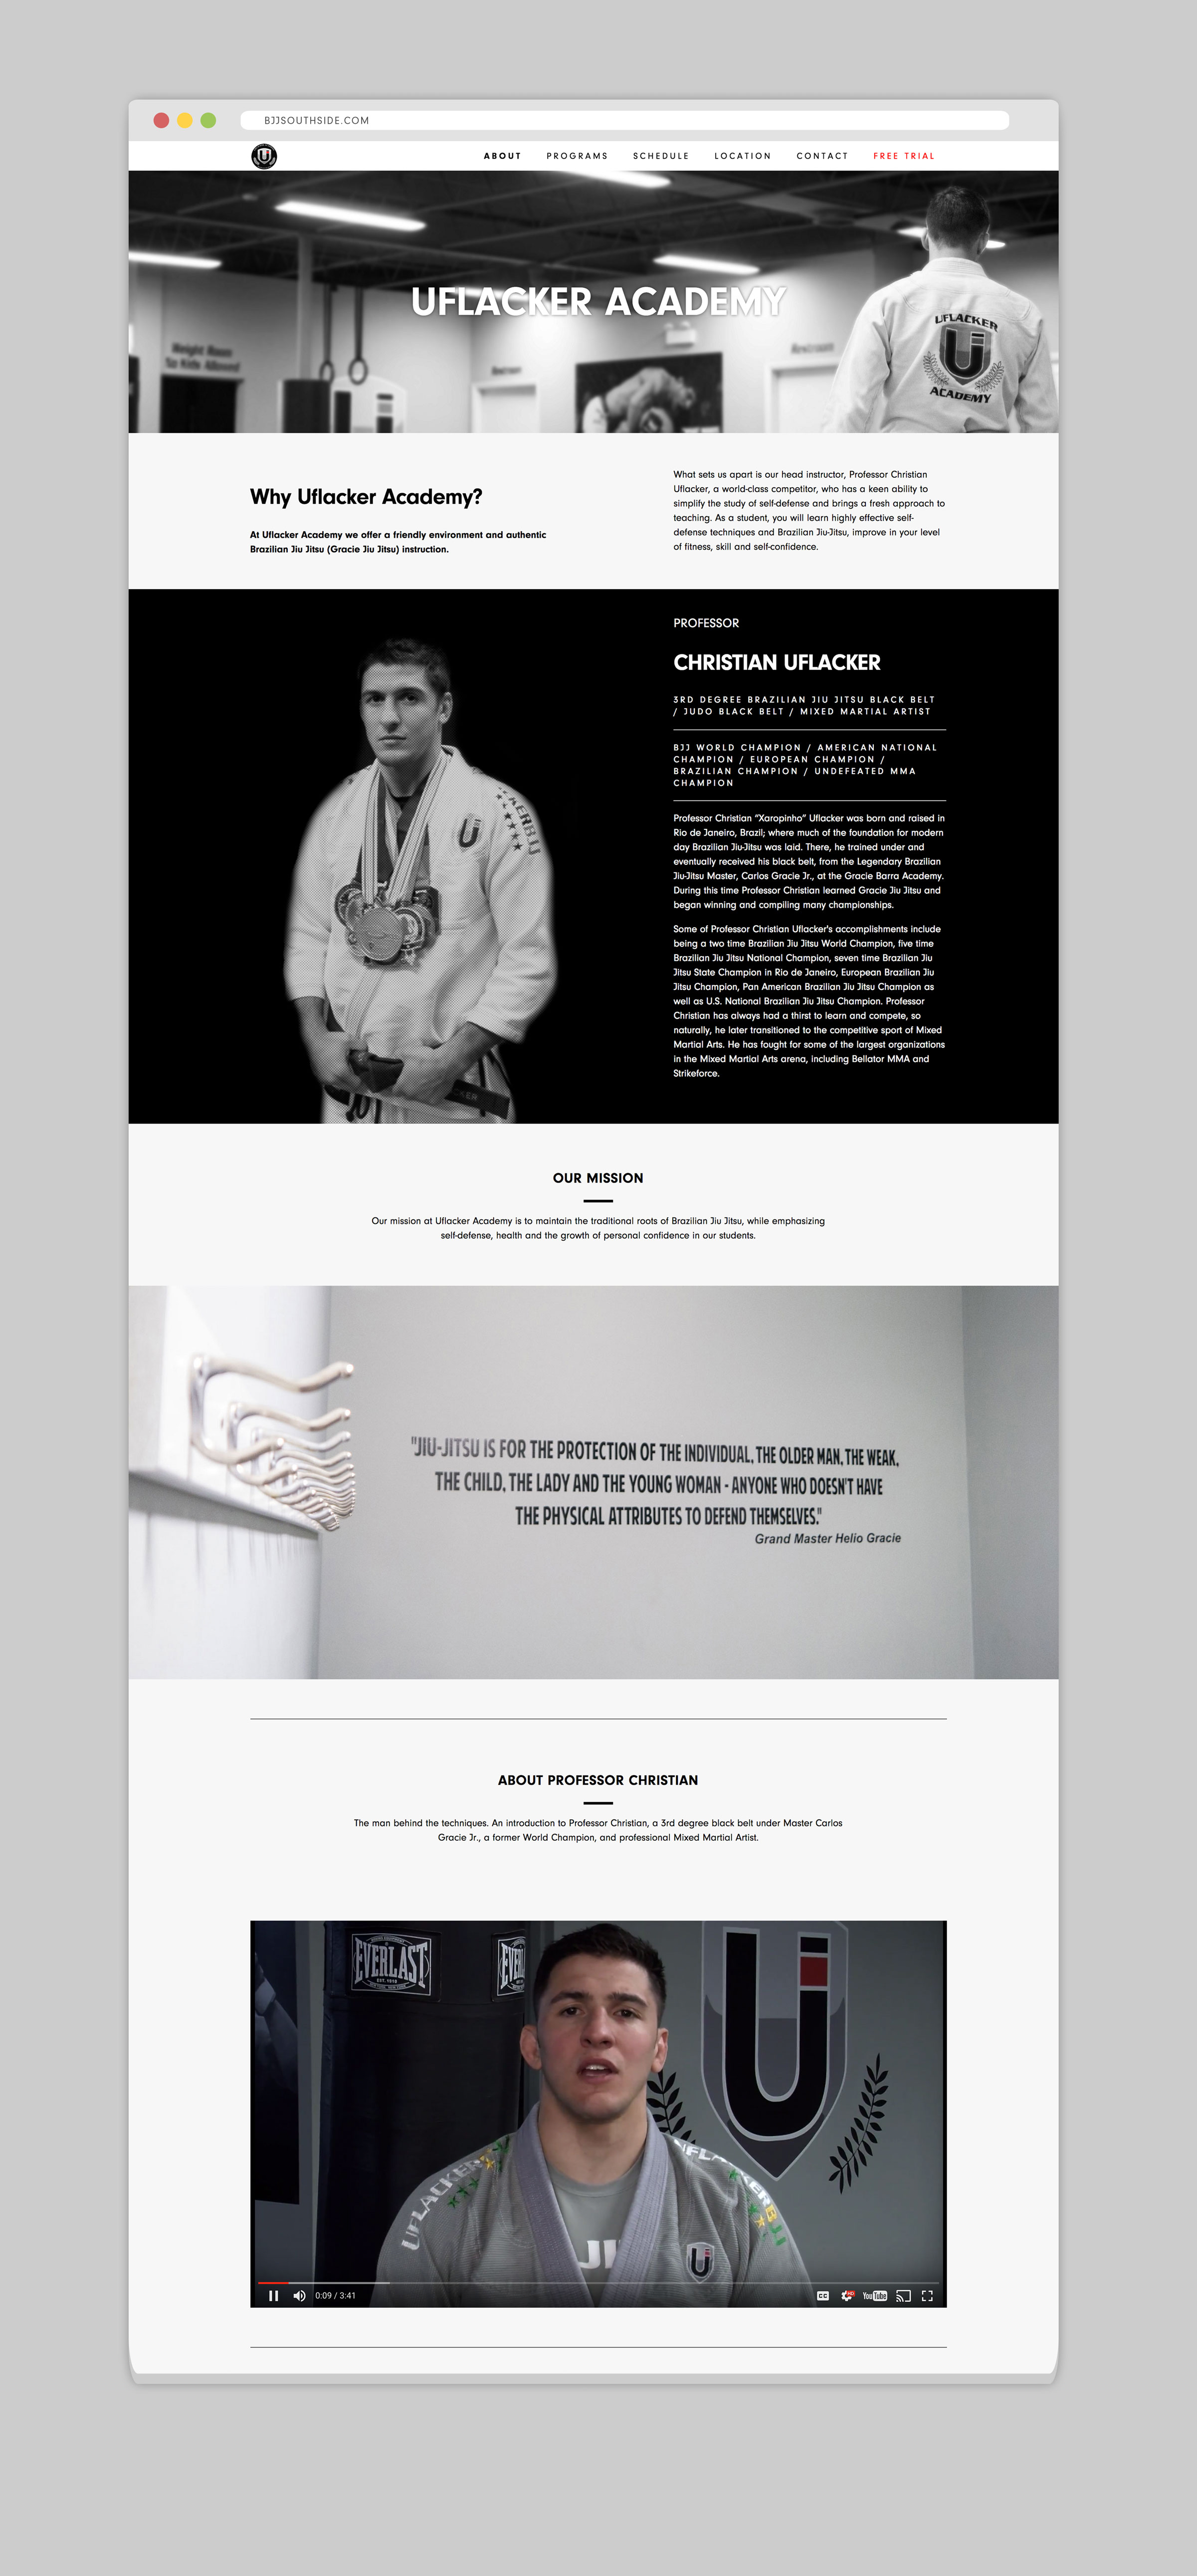 BJJSOUTHSIDE.COM
ABOUT PROGRAMS SCHEDULE LOCATION CONTACT FREE TRIAL
UFLACKER ACADEMY
Weight Room
No Kids Allowed
Restroom
UFLACKER
ACADEMY
Why Uflacker Academy?
At Uflacker Academy we offer a friendly environment and authentic
Brazilian Jiu Jitsu (Gracie Jiu Jitsu) instruction.
What sets us apart is our head instructor, Professor Christian
Uflacker, a world-class competitor, who has a keen ability to
simplify the study of self-defense and brings a fresh approach to
teaching. As a student, you will learn highly effective self-
defense techniques and Brazilian Jiu-Jitsu, improve in your level
of fitness, skill and self-confidence.
PROFESSOR
CHRISTIAN UFLACKER
3RD DEGREE BRAZILIAN JIU JITSU BLACK BELT
/ JUDO BLACK BELT / MIXED MARTIAL ARTIST
BJJ WORLD CHAMPION / AMERICAN NATIONAL
CHAMPION / EUROPEAN CHAMPION /
BRAZILIAN CHAMPION / UNDEFEATED MMA
CHAMPION
Professor Christian "Xaropinho" Uflacker was born and raised in
Rio de Janeiro, Brazil; where much of the foundation for modern
day Brazilian Jiu-Jitsu was laid. There, he trained under and
eventually received his black belt, from the Legendary Brazilian
Jiu-Jitsu Master, Carlos Gracie Jr., at the Gracie Barra Academy.
During this time Professor Christian learned Gracie Jiu Jitsu and
began winning and compiling many championships.
Some of Professor Christian Uflacker's accomplishments include
being a two time Brazilian Jiu Jitsu World Champion, five time
Brazilian Jiu Jitsu National Champion, seven time Brazilian Jiu
Jitsu State Champion in Rio de Janeiro, European Brazilian Jiu
Jitsu Champion, Pan American Brazilian Jiu Jitsu Champion as
well as U.S. National Brazilian Jiu Jitsu Champion. Professor
Christian has always had a thirst to learn and compete, so
naturally, he later transitioned to the competitive sport of Mixed
Martial Arts. He has fought for some of the largest organizations
in the Mixed Martial Arts arena, including Bellator MMA and
Strikeforce.
OUR MISSION
Our mission at Uflacker Academy is to maintain the traditional roots of Brazilian Jiu Jitsu, while emphasizing
self-defense, health and the growth of personal confidence in our students.
"JIU-JITSU IS FOR THE PROTECTION OF THE INDIVIDUAL, THE OLDER MAN, THE WEAK,
THE CHILD, THE LADY AND THE YOUNG WOMAN - ANYONE WHO DOESN'T HAVE
THE PHYSICAL ATTRIBUTES TO DEFEND THEMSELVES."
Grand Master Helio Gracie
ABOUT PROFESSOR CHRISTIAN
The man behind the techniques. An introduction to Professor Christian, a 3rd degree black belt under Master Carlos
Gracie Jr., a former World Champion, and professional Mixed Martial Artist.
EVERLAST
UFLACKER
UFLACKER BJJ
0:09 / 3:41
CC HD YouTube